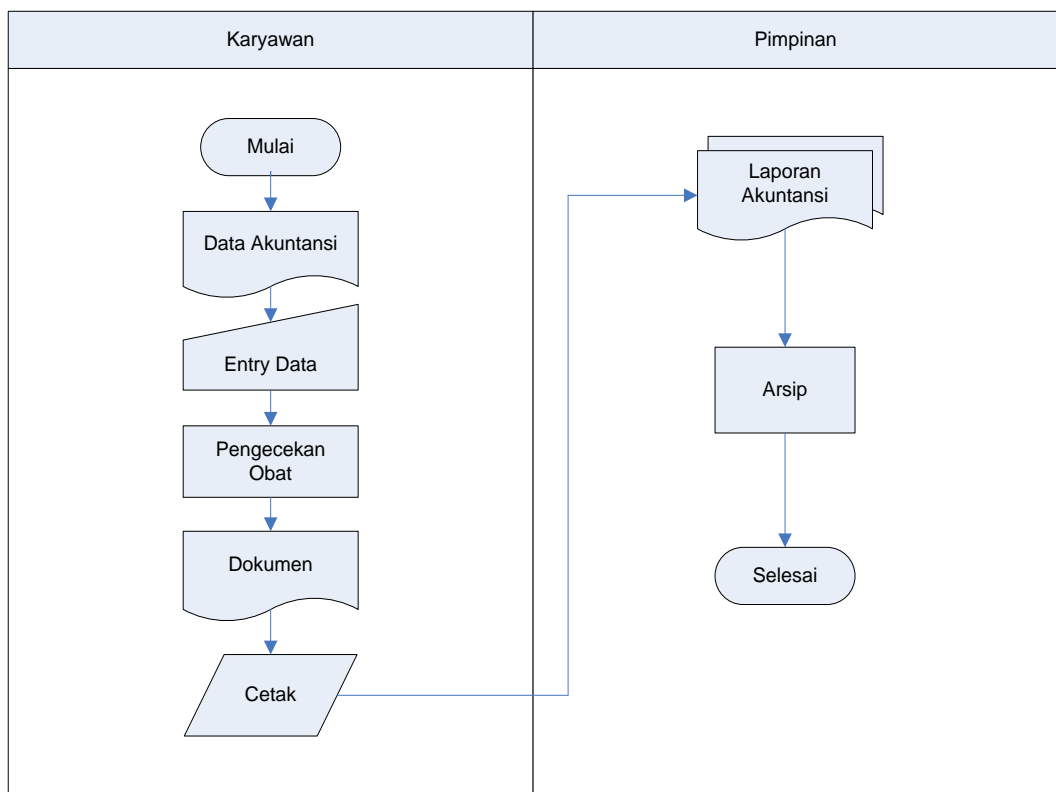 Karyawan
Pimpinan
Mulai
Data Akuntansi
Entry Data
Pengecekan
Obat
Dokumen
Cetak
Laporan
Akuntansi
Arsip
Selesai